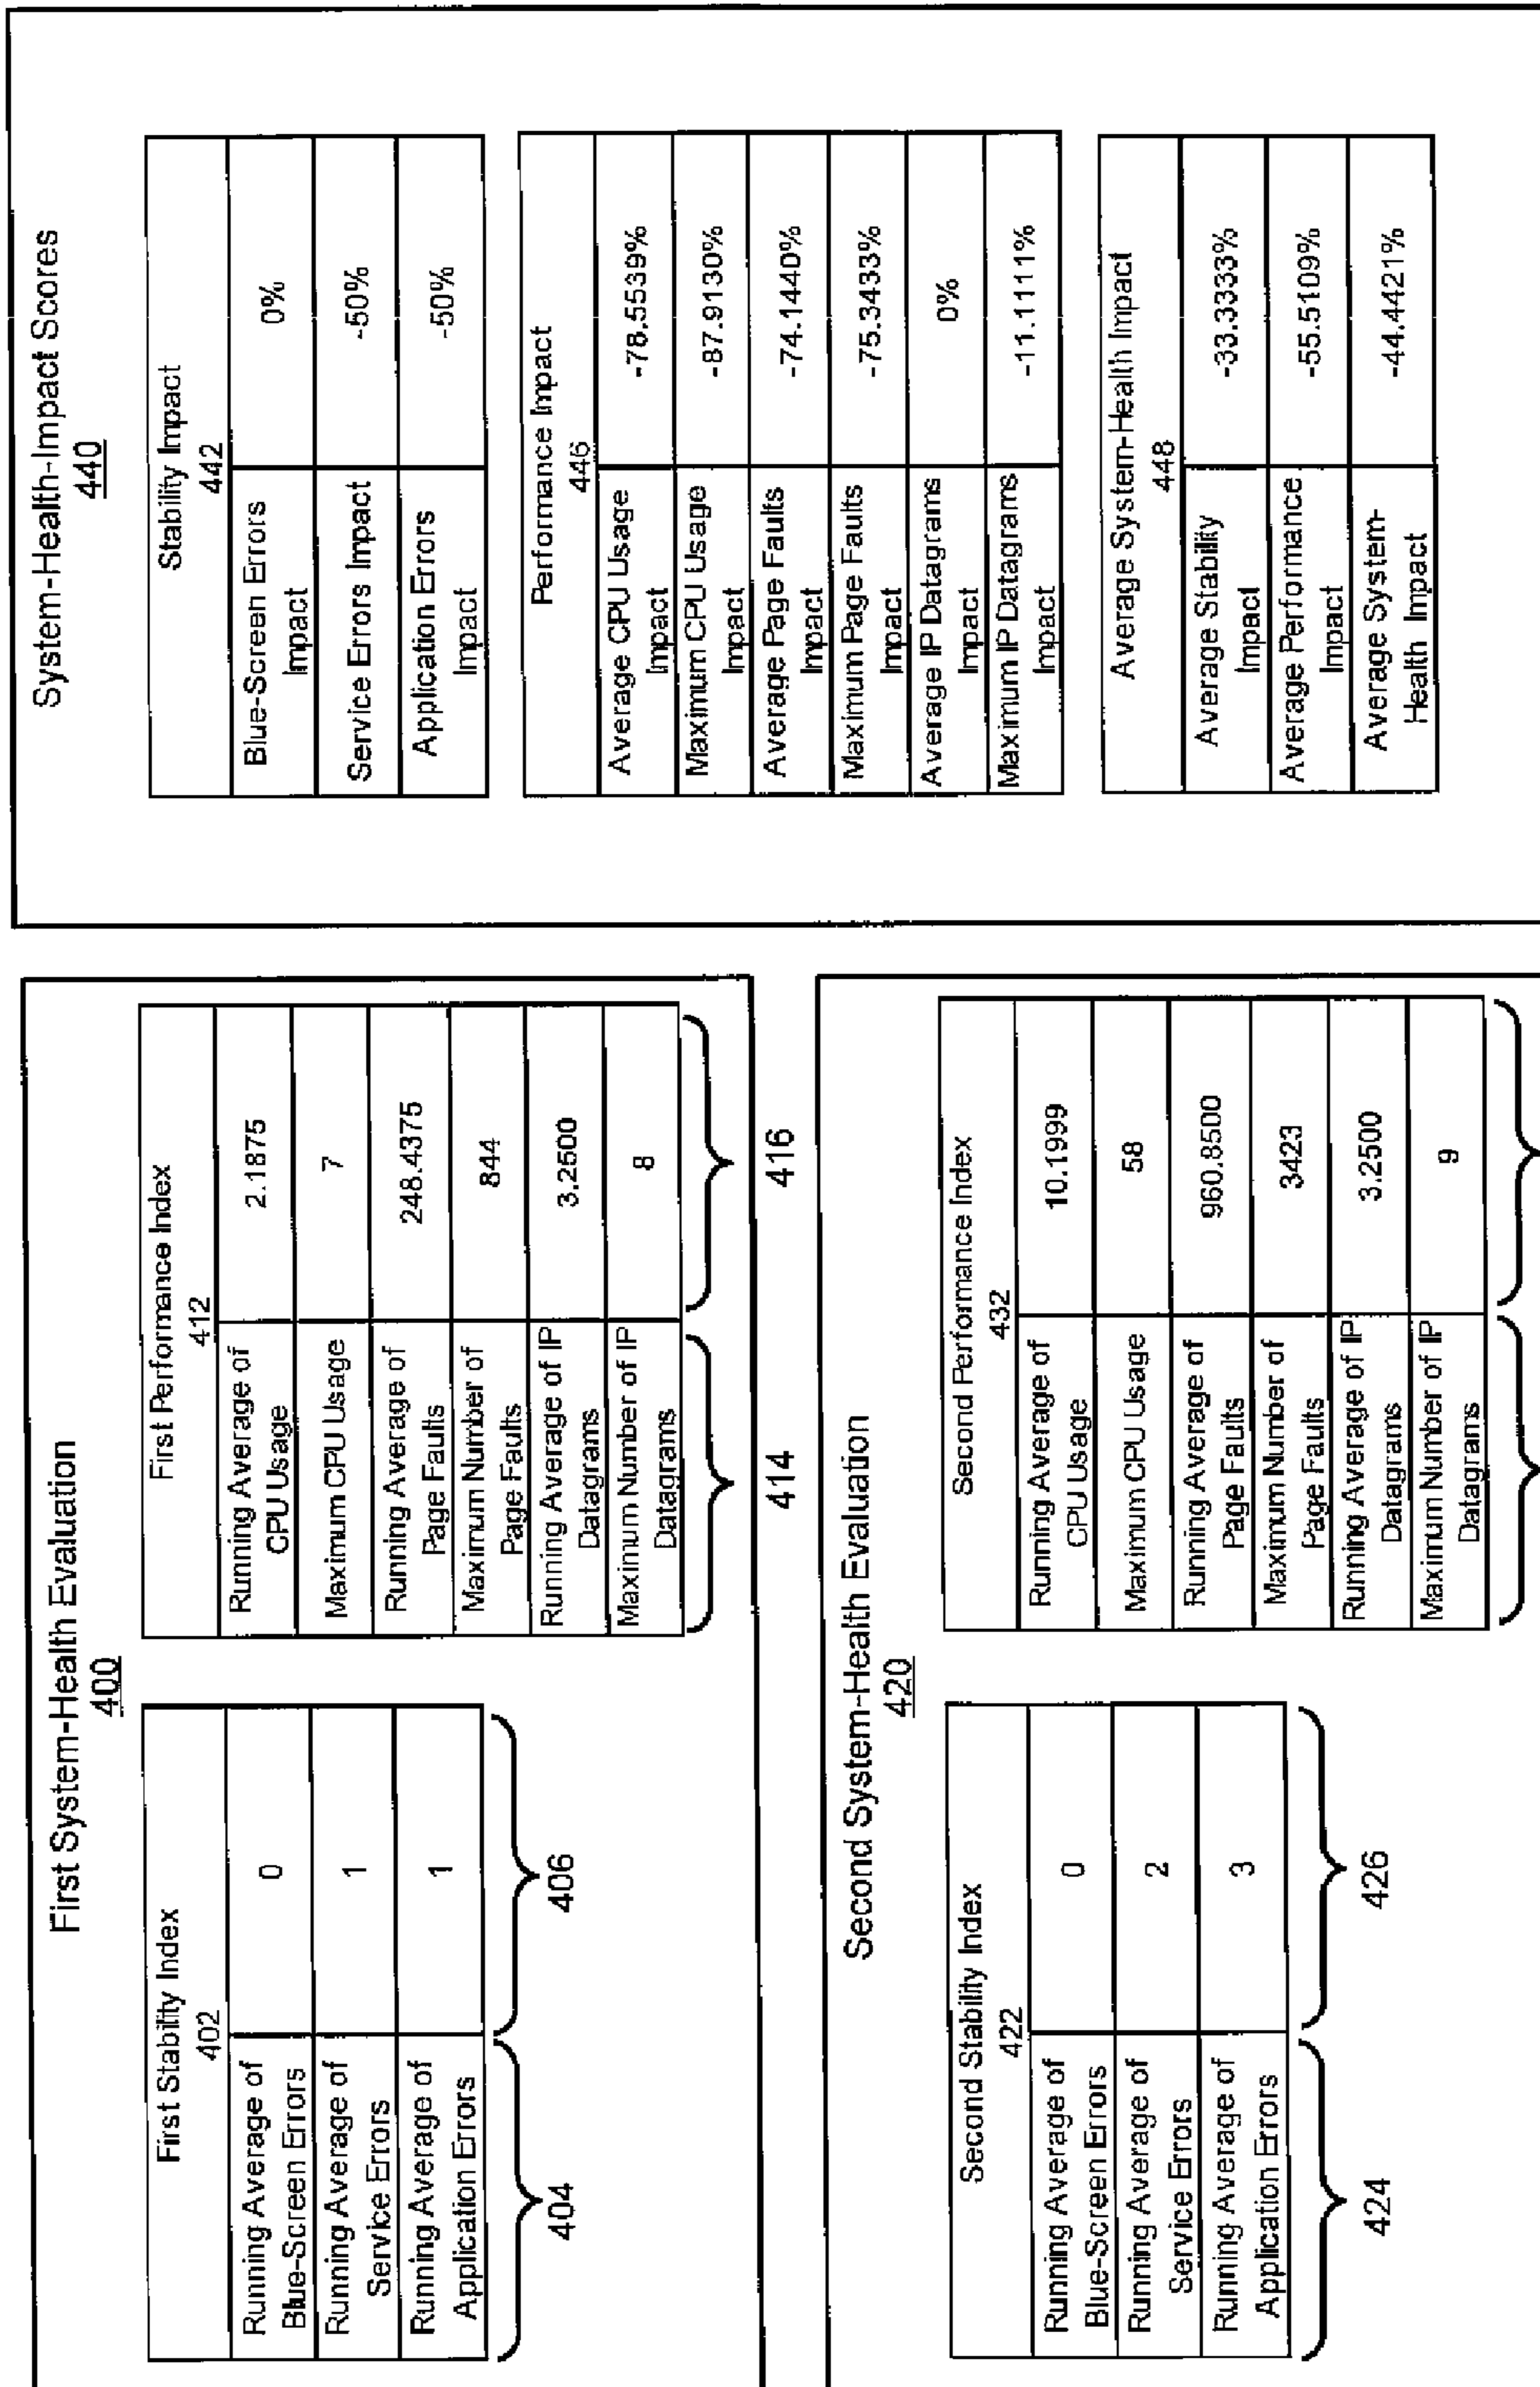 First System-Health Evaluation
400
First Stability Index
402
Running Average of
Blue-Screen Errors
0
Running Average of
Service Errors
1
Running Average of
Application Errors
1
404
406
First Performance Index
412
Running Average of
CPU Usage
2.1875
Maximum CPU Usage
7
Running Average of
Page Faults
248.4375
Maximum Number of
Page Faults
844
Running Average of IP
Datagrams
3.2500
Maximum Number of IP
Datagrams
8
414
416
Second System-Health Evaluation
420
Second Stability Index
422
Running Average of
Blue-Screen Errors
0
Running Average of
Service Errors
2
Running Average of
Application Errors
3
424
426
Second Performance Index
432
Running Average of
CPU Usage
10.1999
Maximum CPU Usage
58
Running Average of
Page Faults
960.8500
Maximum Number of
Page Faults
3423
Running Average of IP
Datagrams
3.2500
Maximum Number of IP
Datagrams
9
System-Health-Impact Scores
440
Stability Impact
442
Blue-Screen Errors
Impact
0%
Service Errors Impact
-50%
Application Errors
Impact
-50%
Performance Impact
446
Average CPU Usage
Impact
-78.5539%
Maximum CPU Usage
Impact
-87.9130%
Average Page Faults
Impact
-74.1440%
Maximum Page Faults
Impact
-75.3433%
Average IP Datagrams
Impact
0%
Maximum IP Datagrams
Impact
-11.1111%
Average System-Health Impact
448
Average Stability
Impact
-33.3333%
Average Performance
Impact
-55.5109%
Average System-
Health Impact
-44.4421%